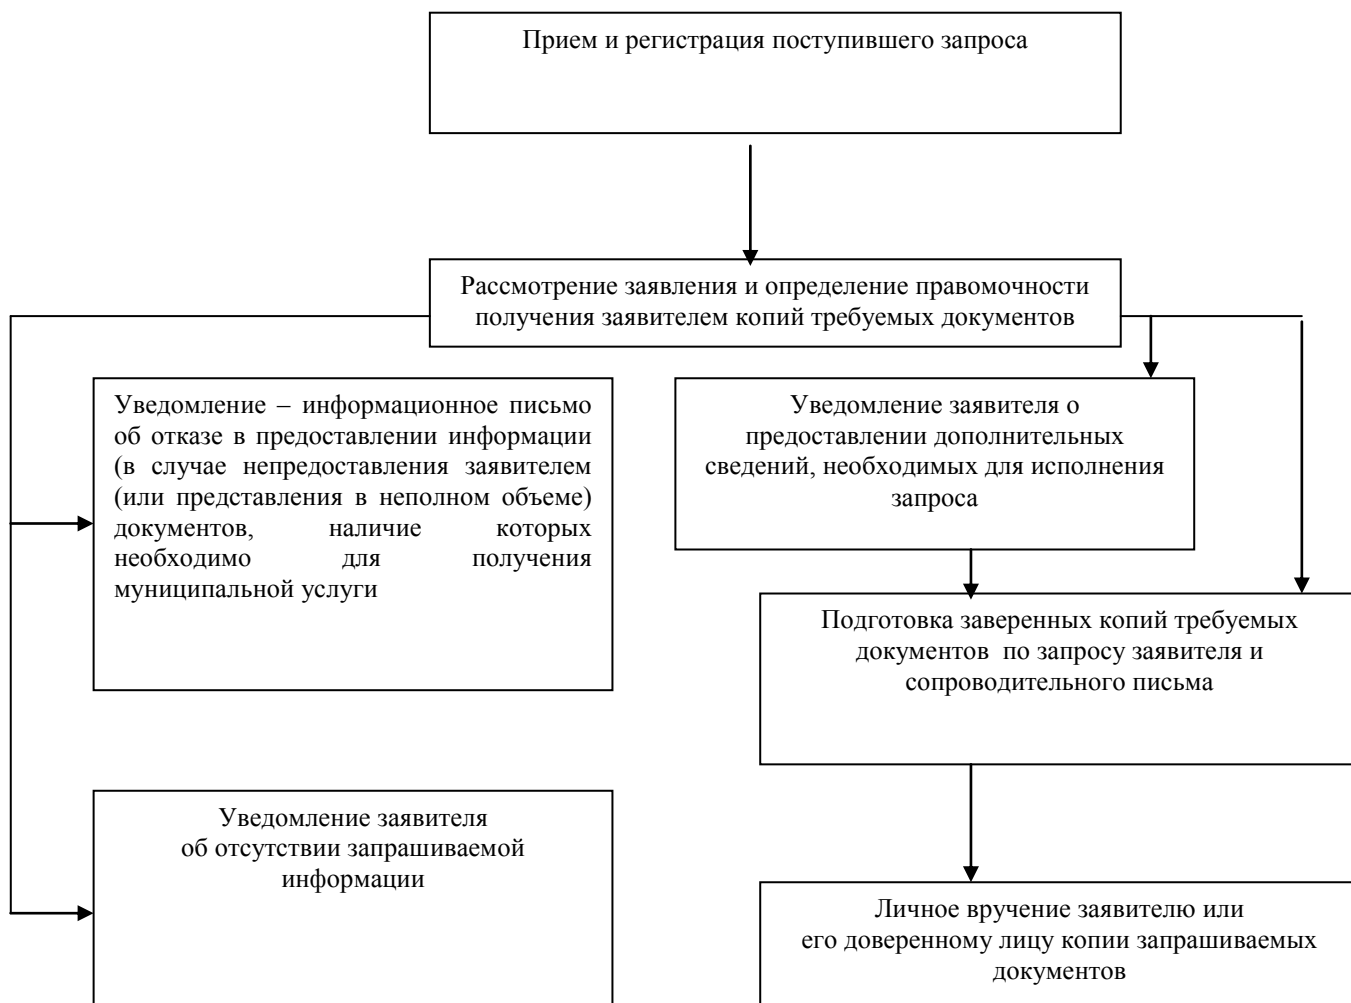 Прием и регистрация поступившего запроса
Рассмотрение заявления и определение правомочности
получения заявителем копий требуемых документов
Уведомление – информационное письмо
об отказе в предоставлении информации
(в случае непредоставления заявителем
(или представления в неполном объеме)
документов, наличие которых
необходимо для получения
муниципальной услуги
Уведомление заявителя о
предоставлении дополнительных
сведений, необходимых для исполнения
запроса
Подготовка заверенных копий требуемых
документов по запросу заявителя и
сопроводительного письма
Уведомление заявителя
об отсутствии запрашиваемой
информации
Личное вручение заявителю или
его доверенному лицу копии запрашиваемых
документов